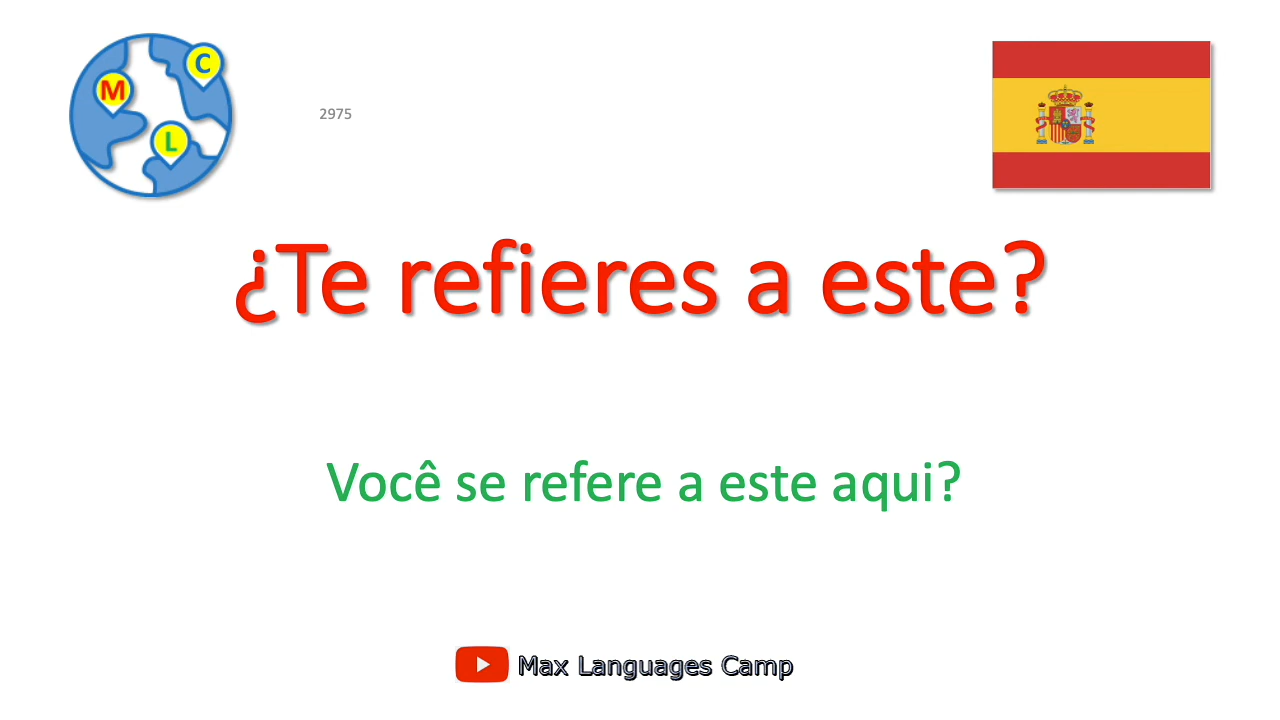 M
C
L
2975
¿Te refieres a este?
Você se refere a este aqui?
Max Languages Camp